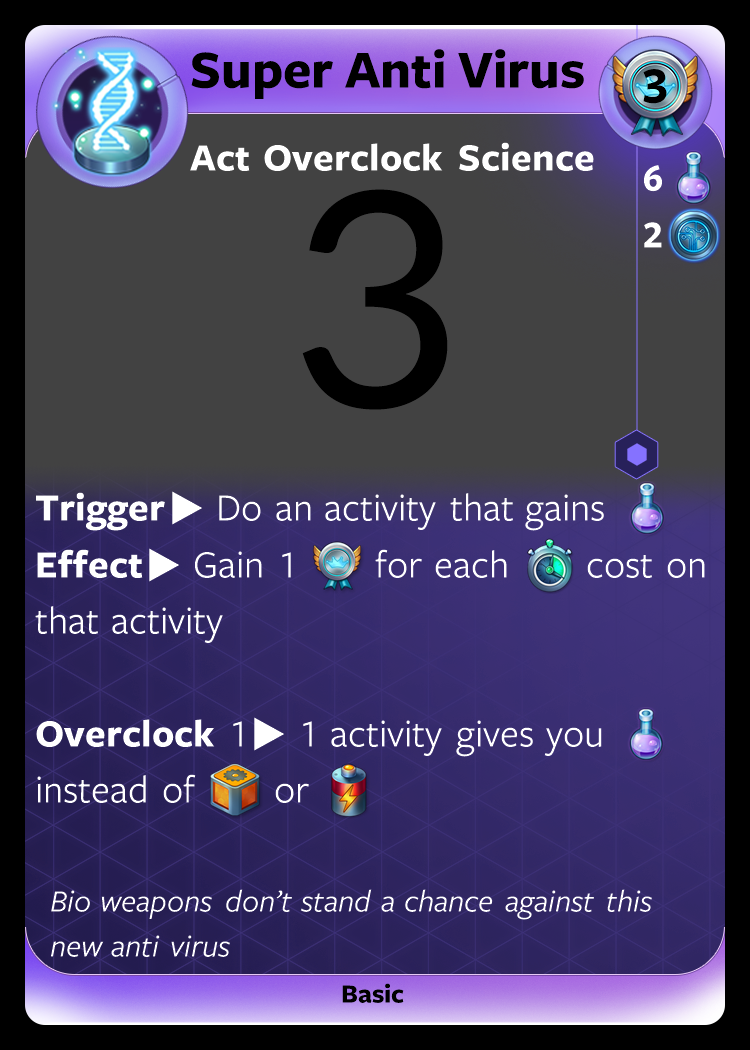 Super Anti Virus
3
Act Overclock Science
6
2
3
Trigger▶ Do an activity that gains
Effect▶ Gain 1 for each cost on
that activity
Overclock 1▶ 1 activity gives you
instead of or
Bio weapons don't stand a chance against this
new anti virus
Basic